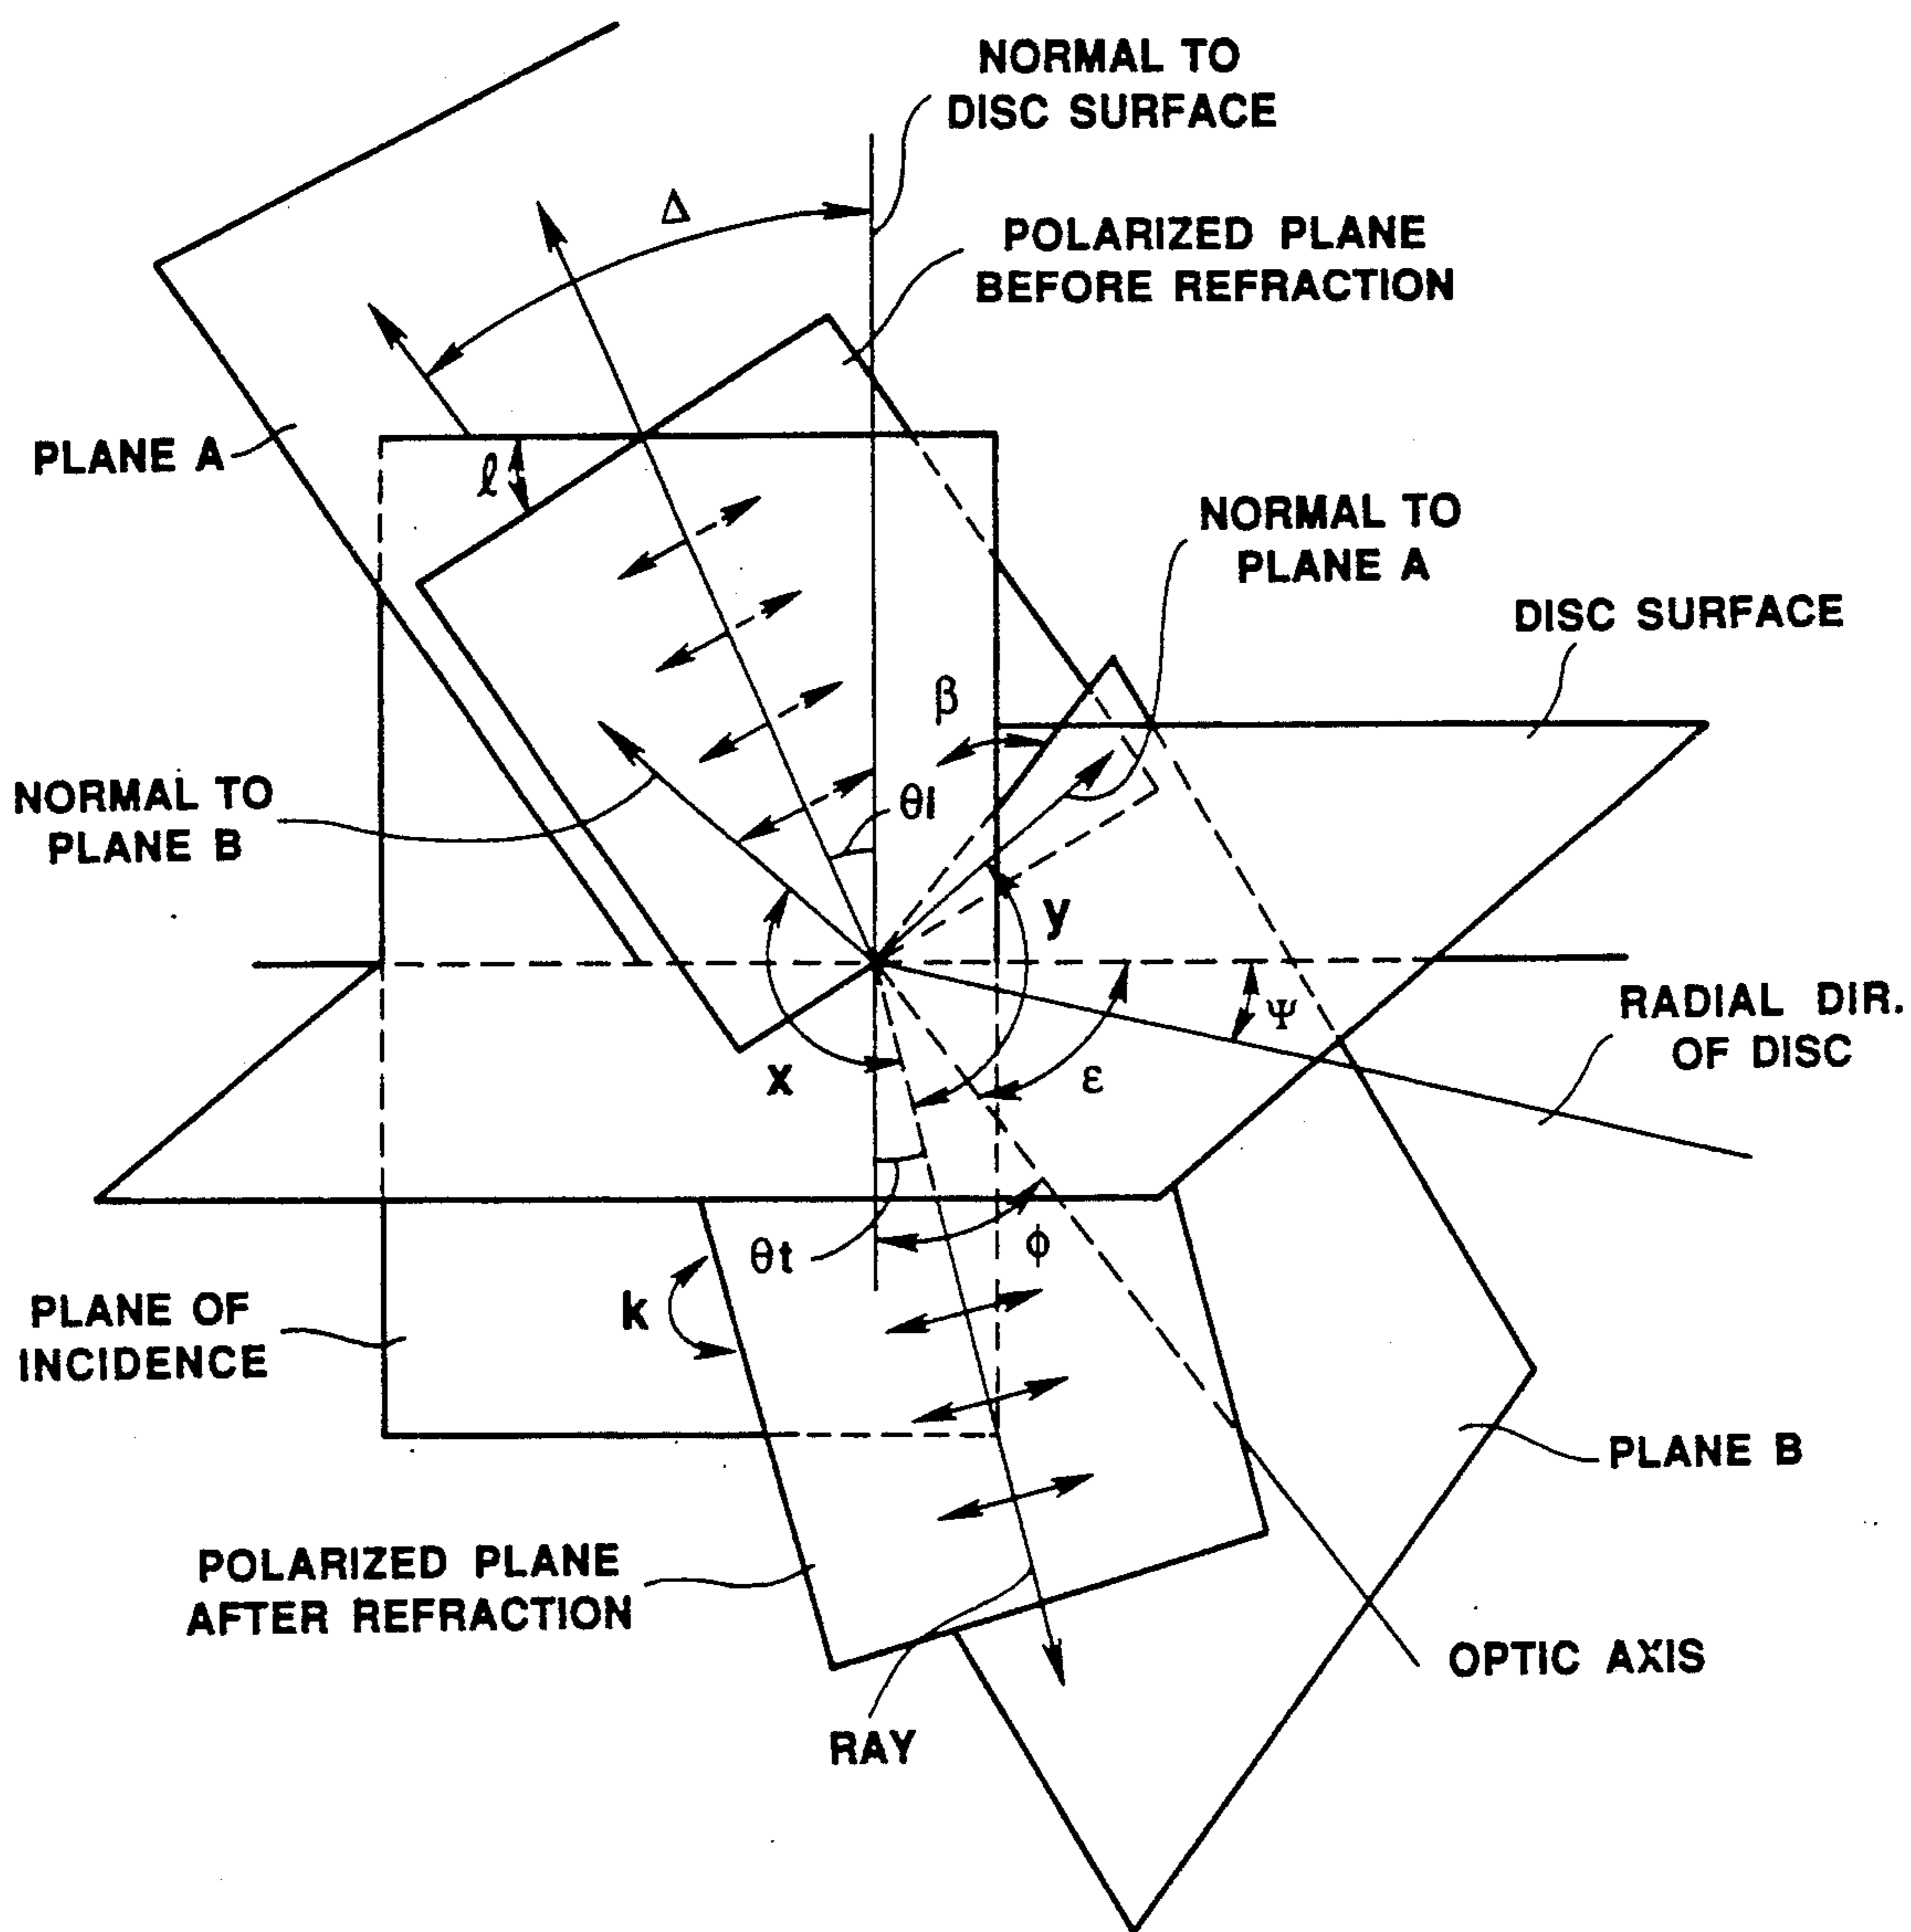 NORMAL TO
DISC SURFACE
Δ
POLARIZED PLANE
BEFORE REFRACTION
PLANE A
ℓ
NORMAL TO
PLANE A
DISC SURFACE
β
NORMAL TO
PLANE B
θi
y
RADIAL DIR.
OF DISC
Ψ
x
ε
θt
ϕ
k
PLANE OF
INCIDENCE
PLANE B
POLARIZED PLANE
AFTER REFRACTION
OPTIC AXIS
RAY